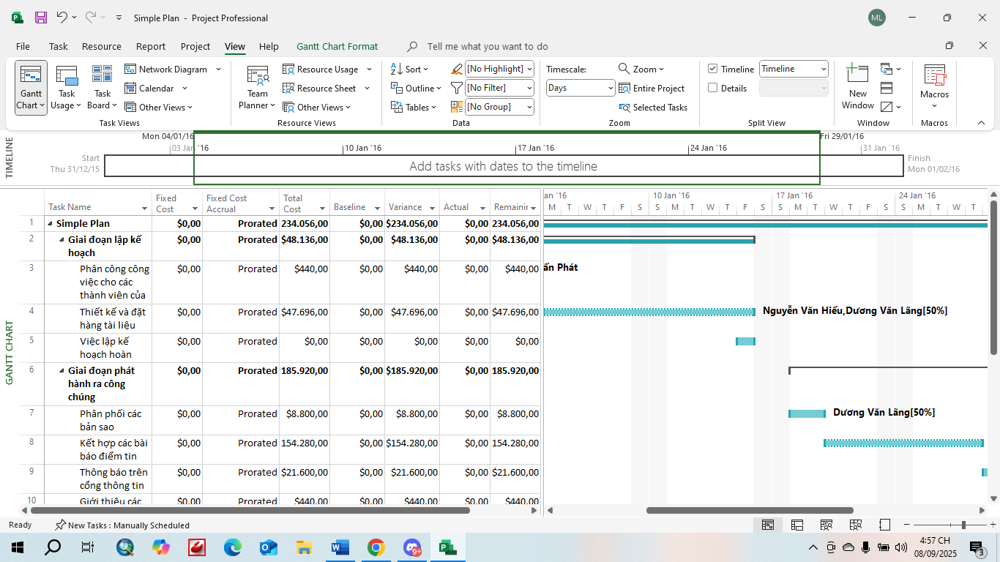 Simple Plan - Project Professional
ML
File Task Resource Report Project View Help Gantt Chart Format Tell me what you want to do
Gantt Chart
Task Usage
Task Board
Network Diagram
Calendar
Other Views
Task Views
Team Planner
Resource Usage
Resource Sheet
Other Views
Resource Views
Sort
Outline
Tables
[No Highlight]
[No Filter]
[No Group]
Data
Timescale:
Days
Zoom
Entire Project
Selected Tasks
Zoom
Timeline Timeline
Details
Split View
New Window
Window
Macros
Macros
TIMELINE
Mon 04/01/16 Fri 29/01/16
03 Jan '16 10 Jan '16 17 Jan '16 24 Jan '16 31 Jan '16
Start
Thu 31/12/15
Add tasks with dates to the timeline
Finish
Mon 01/02/16
GANTT CHART
Task Name Fixed Cost Fixed Cost Accrual Total Cost Baseline Variance Actual Remainir
1 Simple Plan $0,00 Prorated 234.056,00 $0,00 $234.056,00 $0,00 234.056,00
2 Giai đoạn lập kế hoạch $0,00 Prorated $48.136,00 $0,00 $48.136,00 $0,00 $48.136,00
3 Phân công công việc cho các thành viên của $0,00 Prorated $440,00 $0,00 $440,00 $0,00 $440,00
4 Thiết kế và đặt hàng tài liệu $0,00 Prorated $47.696,00 $0,00 $47.696,00 $0,00 $47.696,00
5 Việc lập kế hoạch hoàn $0,00 Prorated $0,00 $0,00 $0,00 $0,00 $0,00
6 Giai đoạn phát hành ra công chúng $0,00 Prorated 185.920,00 $0,00 $185.920,00 $0,00 185.920,00
7 Phân phối các bản sao $0,00 Prorated $8.800,00 $0,00 $8.800,00 $0,00 $8.800,00
8 Kết hợp các bài báo điểm tin $0,00 Prorated 154.280,00 $0,00 $154.280,00 $0,00 154.280,00
9 Thông báo trên cổng thông tin $0,00 Prorated $21.600,00 $0,00 $21.600,00 $0,00 $21.600,00
10 Giới thiệu các $0,00 Prorated $440,00 $0,00 $440,00 $0,00 $440,00
an '16 10 Jan '16 17 Jan '16 24 Jan '16
M T W T F S S M T W T F S S M T W T F S S M T W T
ấn Phát
Nguyễn Văn Hiếu,Dương Văn Lãng[50%]
Dương Văn Lãng[50%]
Ready New Tasks : Manually Scheduled
9+
4:57 CH
08/09/2025
3